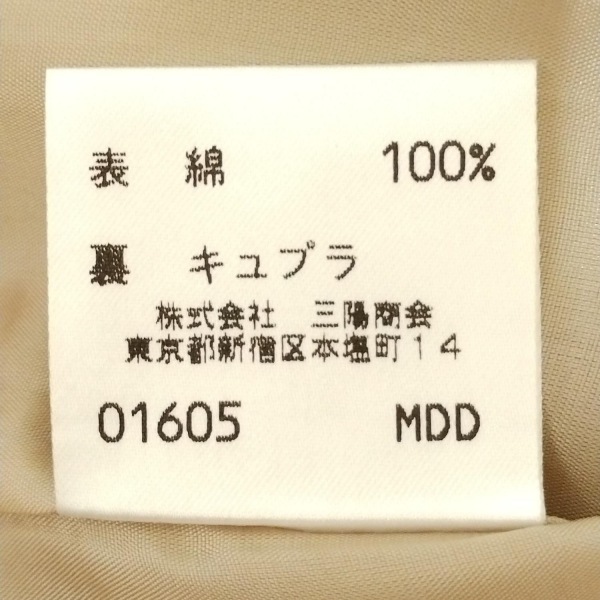 表 綿 100%
裏 キュプラ
株式会社 三陽商会
東京都新宿区本塩町14
01605 MDD